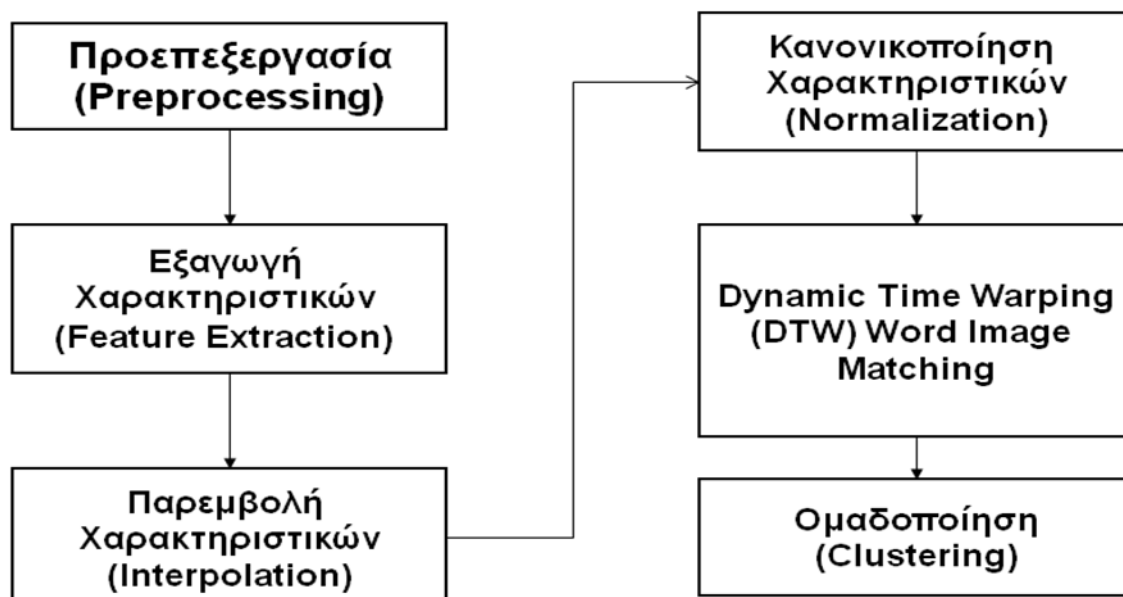 Προεπεξεργασία
(Preprocessing)
Εξαγωγή
Χαρακτηριστικών
(Feature Extraction)
Παρεμβολή
Χαρακτηριστικών
(Interpolation)
Κανονικοποίηση
Χαρακτηριστικών
(Normalization)
Dynamic Time Warping
(DTW) Word Image
Matching
Ομαδοποίηση
(Clustering)